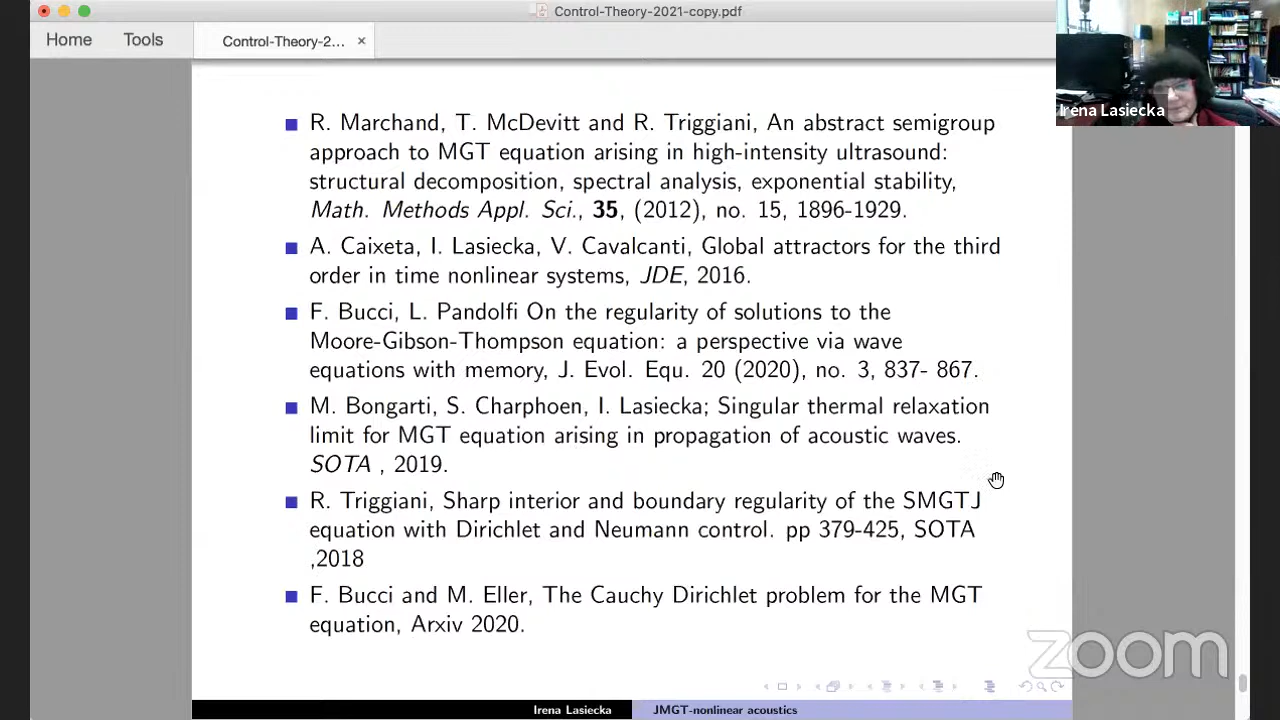 Control-Theory-2021-copy.pdf
Home Tools Control-Theory-2... ×
Irena Lasiecka
R. Marchand, T. McDevitt and R. Triggiani, An abstract semigroup
approach to MGT equation arising in high-intensity ultrasound:
structural decomposition, spectral analysis, exponential stability,
Math. Methods Appl. Sci., 35, (2012), no. 15, 1896-1929.
A. Caixeta, I. Lasiecka, V. Cavalcanti, Global attractors for the third
order in time nonlinear systems, JDE, 2016.
F. Bucci, L. Pandolfi On the regularity of solutions to the
Moore-Gibson-Thompson equation: a perspective via wave
equations with memory, J. Evol. Equ. 20 (2020), no. 3, 837- 867.
M. Bongarti, S. Charphoen, I. Lasiecka; Singular thermal relaxation
limit for MGT equation arising in propagation of acoustic waves.
SOTA , 2019.
R. Triggiani, Sharp interior and boundary regularity of the SMGTJ
equation with Dirichlet and Neumann control. pp 379-425, SOTA
,2018
F. Bucci and M. Eller, The Cauchy Dirichlet problem for the MGT
equation, Arxiv 2020.
zoom
Irena Lasiecka JMGT-nonlinear acoustics